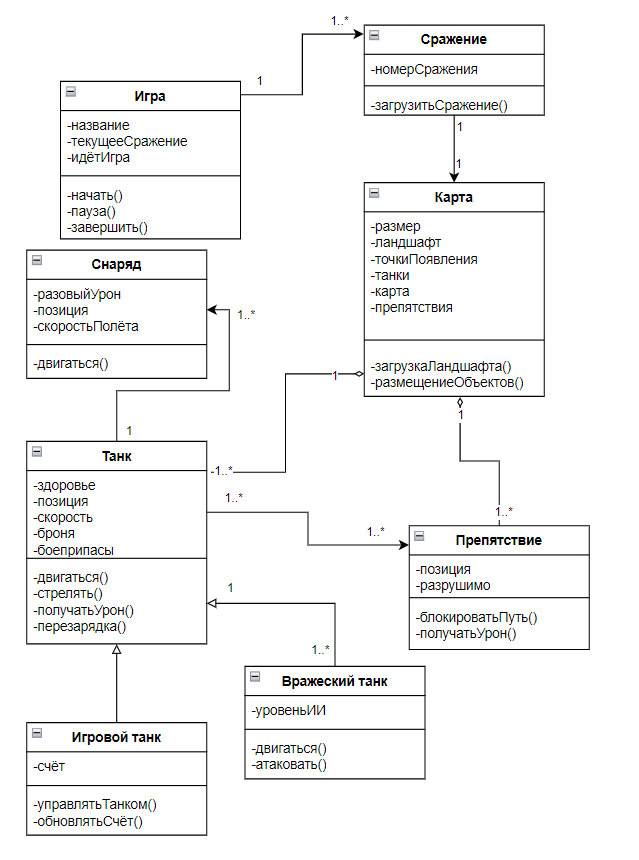 1..*
Сражение
-номерСражения
-загрузитьСражение()
1
Игра
-название
-текущееСражение
-идётИгра
-начать()
-пауза()
-завершить()
1
1
Карта
-размер
-ландшафт
-точкиПоявления
-танки
-карта
-препятствия
-загрузкаЛандшафта()
-размещениеОбъектов()
Снаряд
-разовыйУрон
-позиция
-скоростьПолёта
-двигаться()
1..*
1
1
1
Танк
-здоровье
-позиция
-скорость
-броня
-боеприпасы
-двигаться()
-стрелять()
-получатьУрон()
-перезарядка()
-1..*
1..*
1..*
1..*
Препятствие
-позиция
-разрушимо
-блокироватьПуть()
-получатьУрон()
1
1..*
Вражеский танк
-уровеньИИ
-двигаться()
-атаковать()
Игровой танк
-счёт
-управлятьТанком()
-обновлятьСчёт()